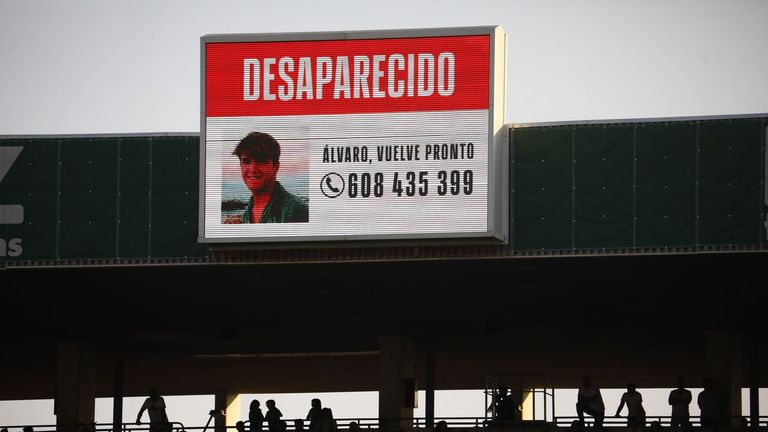 DESAPARECIDO
ÁLVARO, VUELVE PRONTO
608 435 399